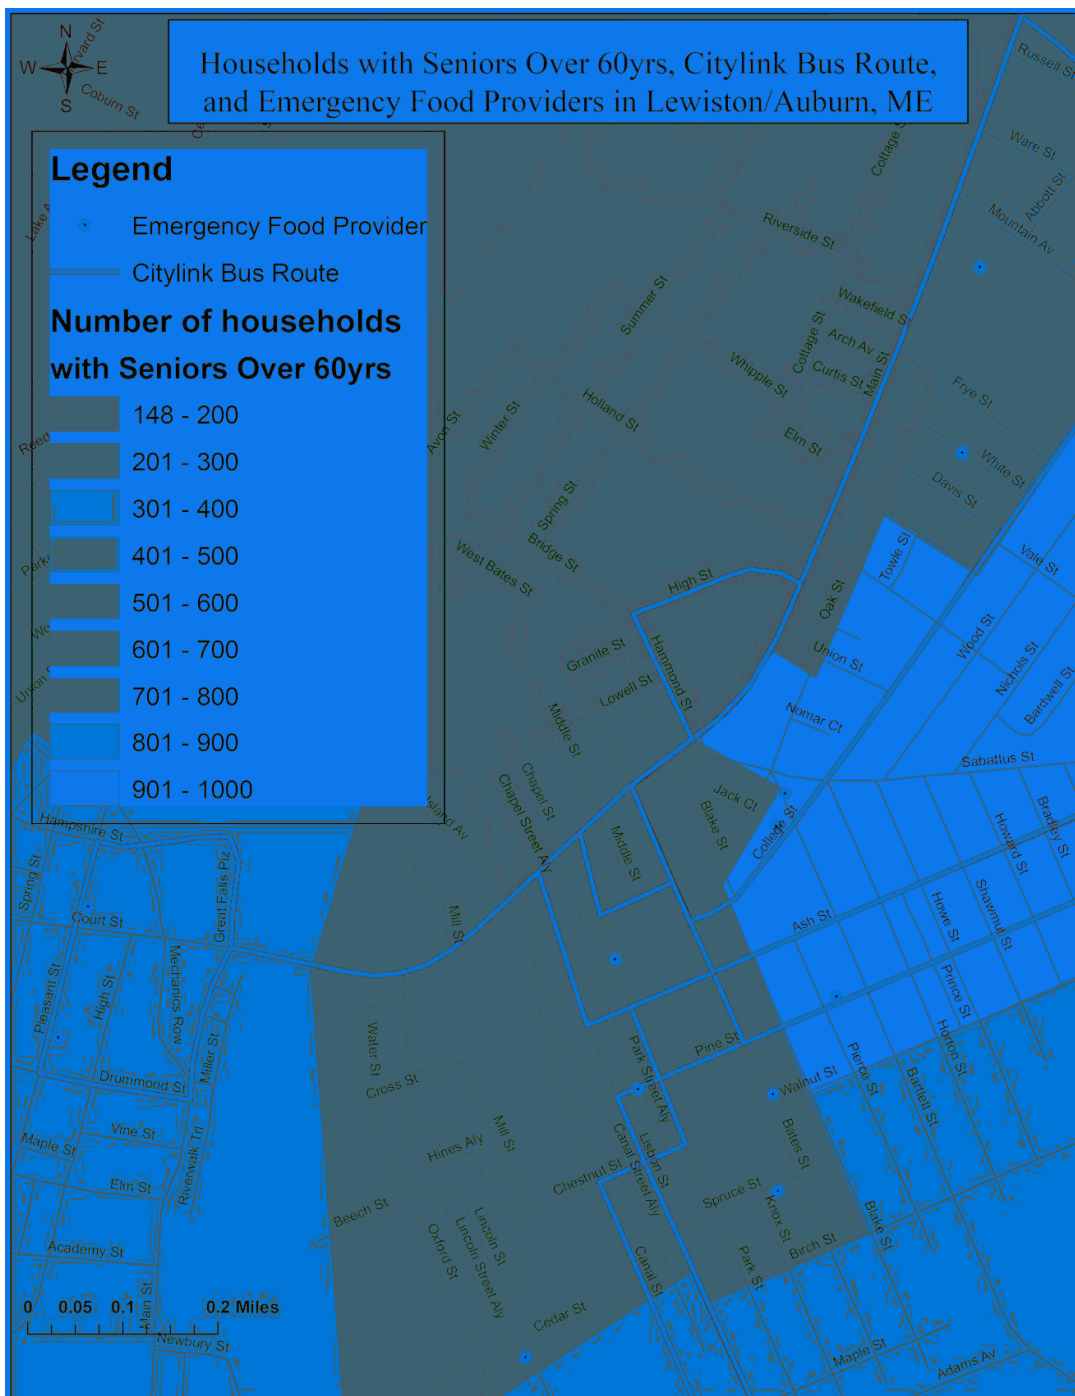 Households with Seniors Over 60yrs, Citylink Bus Route,
and Emergency Food Providers in Lewiston/Auburn, ME
N
W
E
S
Coburn St
Legend
Emergency Food Provider
Citylink Bus Route
Number of households
with Seniors Over 60yrs
148 - 200
201 - 300
301 - 400
401 - 500
501 - 600
601 - 700
701 - 800
801 - 900
901 - 1000
Russell St
Ware St
Abbott St
Mountain Av
Cottage
Riverside St
Summer St
Wakefield St
Cottage St
Arch Av
Main St
Whipple St
Curtis St
Frye St
Holland St
Avon St
Winter St
Elm St
White St
Davis St
Spring St
Bridge St
West Bates St
Towle St
Vale St
High St
Oak St
Wood St
Granite St
Hammond St
Union St
Nichols St
Bardwell St
Lowell St
Middle St
Nomar Ct
Sabattus St
Chapel St
Chapel Street Aly
Jack Ct
Blake St
Middle St
College St
Howard St
Bradley St
Island Av
Hampshire St
Spring St
Great Falls Plz
Court St
Mill St
Ash St
Howe St
Shawmut St
Pleasant St
High St
Mechanics Row
Prince St
Water St
Miller St
Park Street Aly
Pine St
Pierce St
Horton St
Drummond St
Cross St
Walnut St
Bartlett St
Vine St
Maple St
Riverwalk Trl
Hines Aly
Mill St
Canal Street Aly
Lisbon St
Bates St
Elm St
Chestnut St
Beech St
Spruce St
Knox St
Blake St
Academy St
Oxford St
Lincoln St
Lincoln Street Aly
Canal St
Park St
Birch St
0 0.05 0.1 0.2 Miles
Main St
Newbury St
Cedar St
Maple St
Adams Av